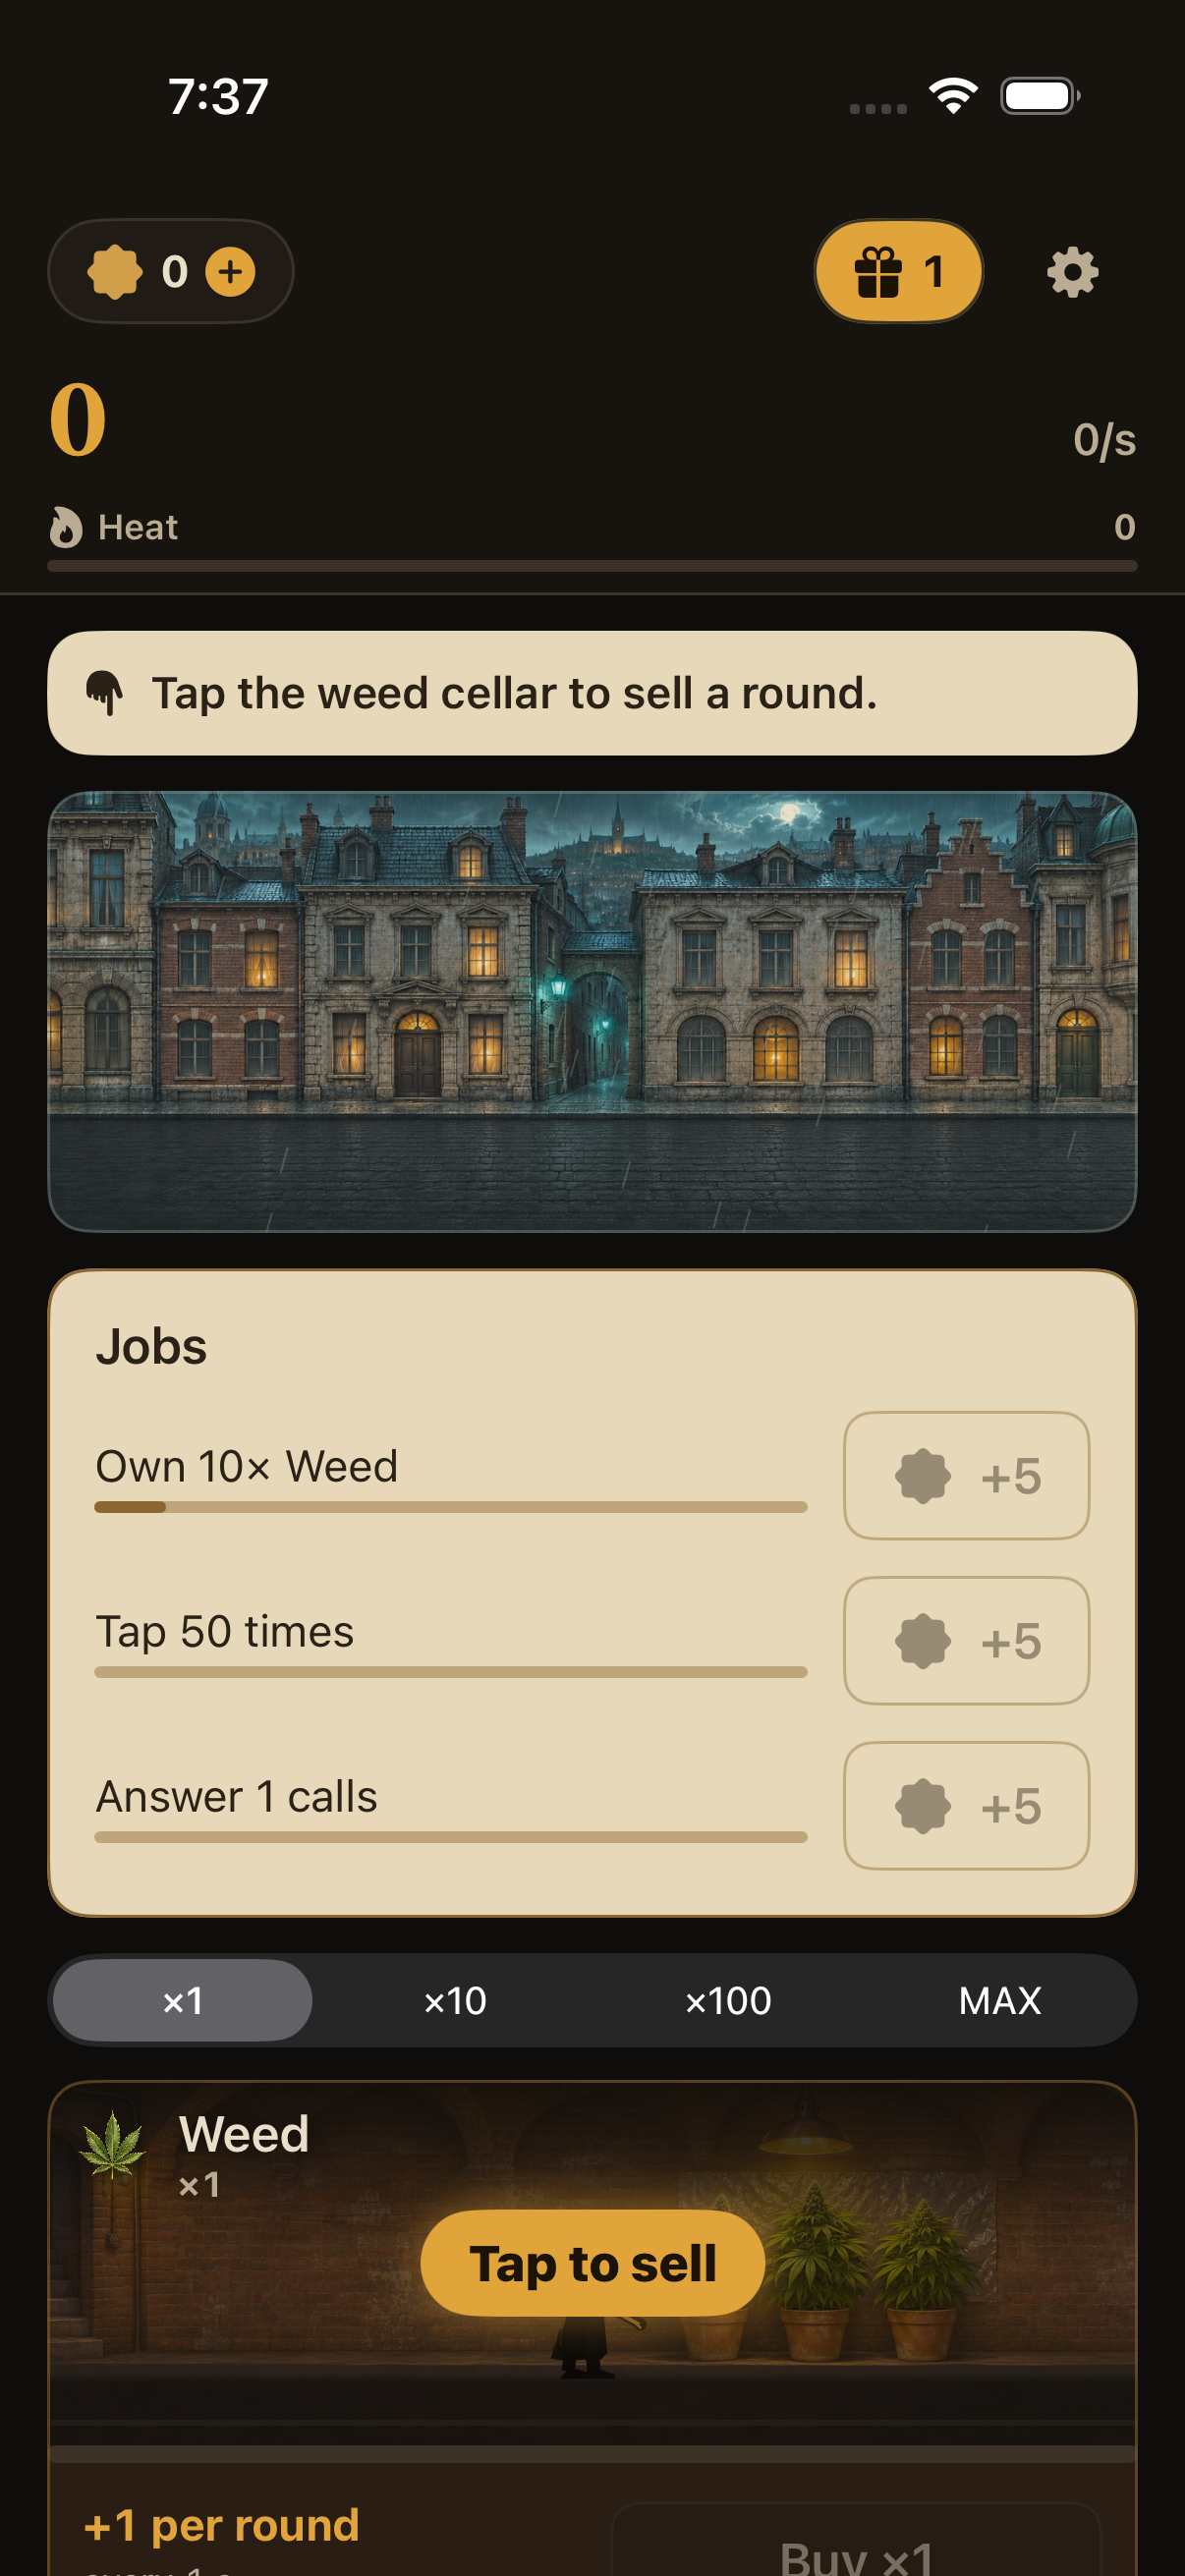 7:37
0
1
0
0/s
Heat
0
Tap the weed cellar to sell a round.
Jobs
Own 10× Weed
+5
Tap 50 times
+5
Answer 1 calls
+5
×1
×10
×100
MAX
Weed
×1
Tap to sell
+1 per round
Buy ×1